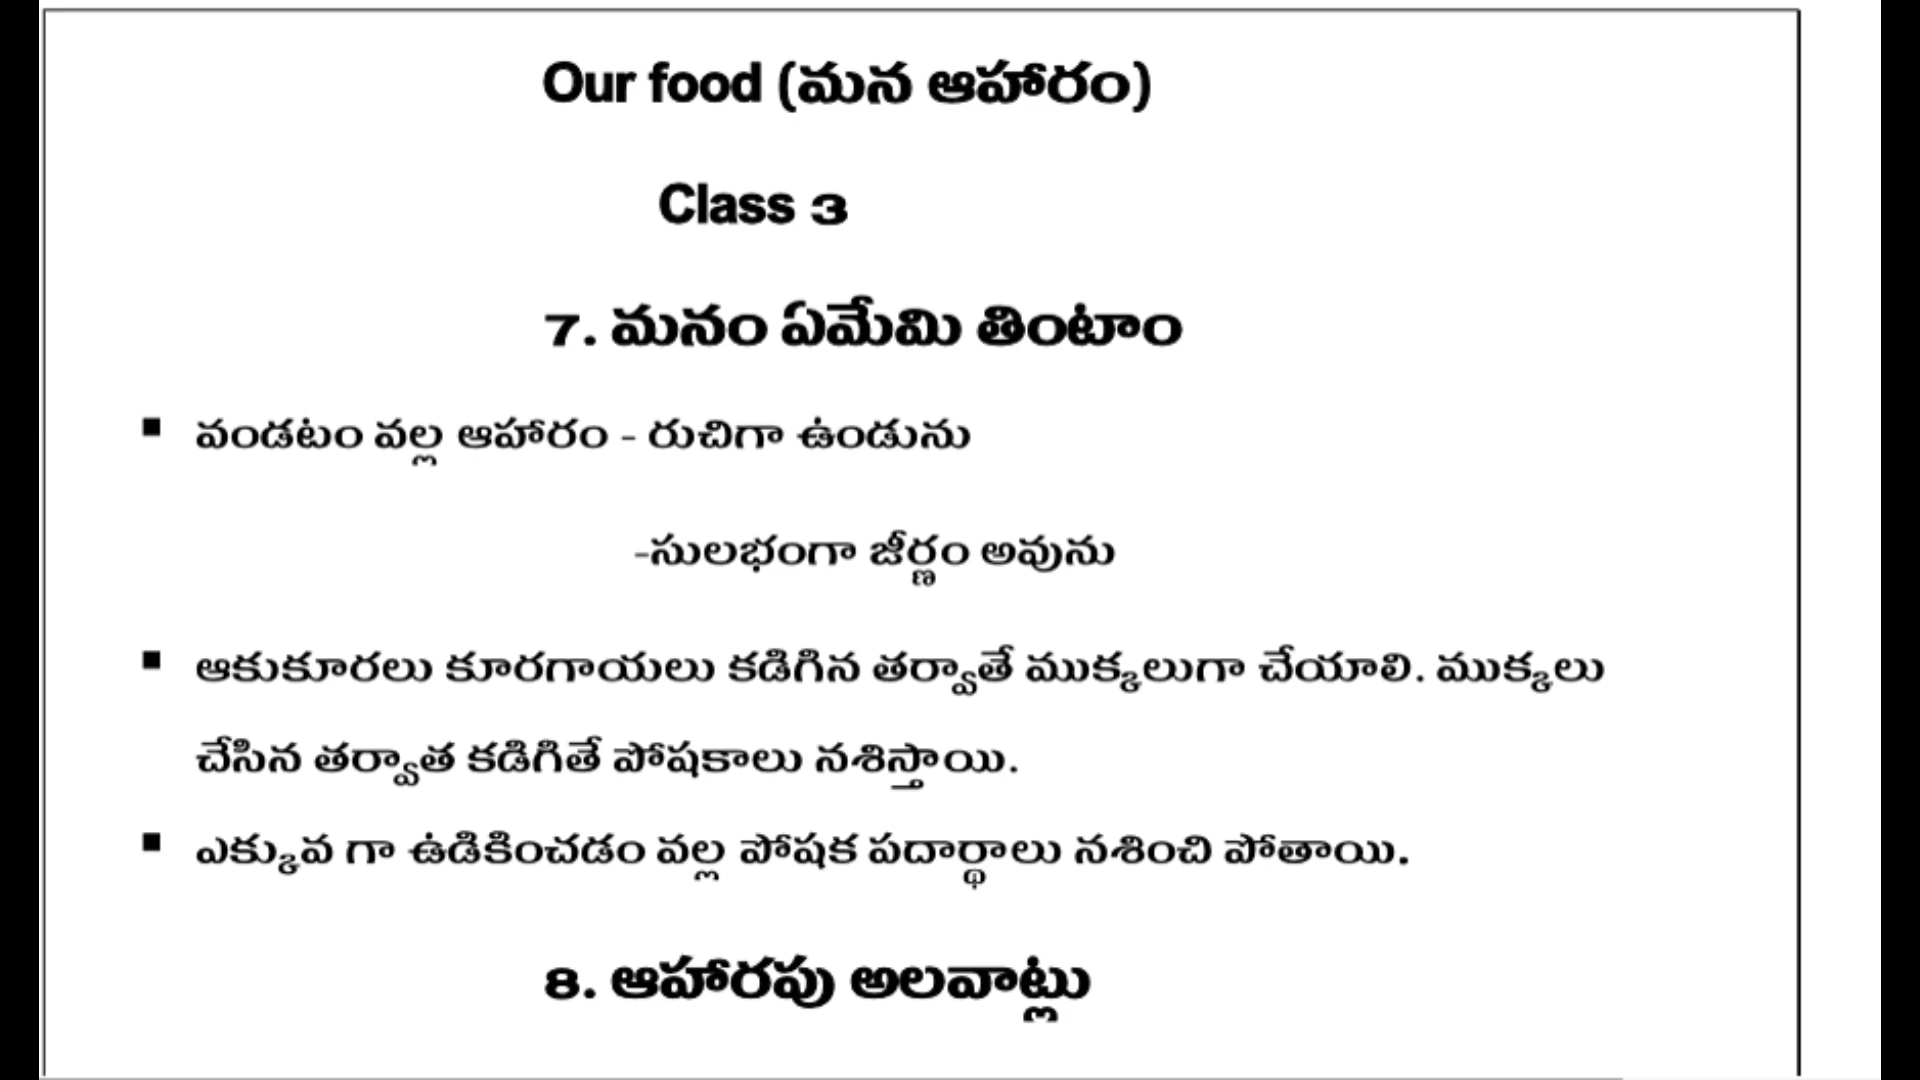 Our food (మన ఆహారం)
Class 3
7. మనం ఏమేమి తింటాం
▪ వండటం వల్ల ఆహారం - రుచిగా ఉండును
-సులభంగా జీర్ణం అవును
▪ ఆకుకూరలు కూరగాయలు కడిగిన తర్వాతే ముక్కలుగా చేయాలి. ముక్కలు
చేసిన తర్వాత కడిగితే పోషకాలు నశిస్తాయి.
▪ ఎక్కువ గా ఉడికించడం వల్ల పోషక పదార్థాలు నశించి పోతాయి.
8. ఆహారపు అలవాట్లు